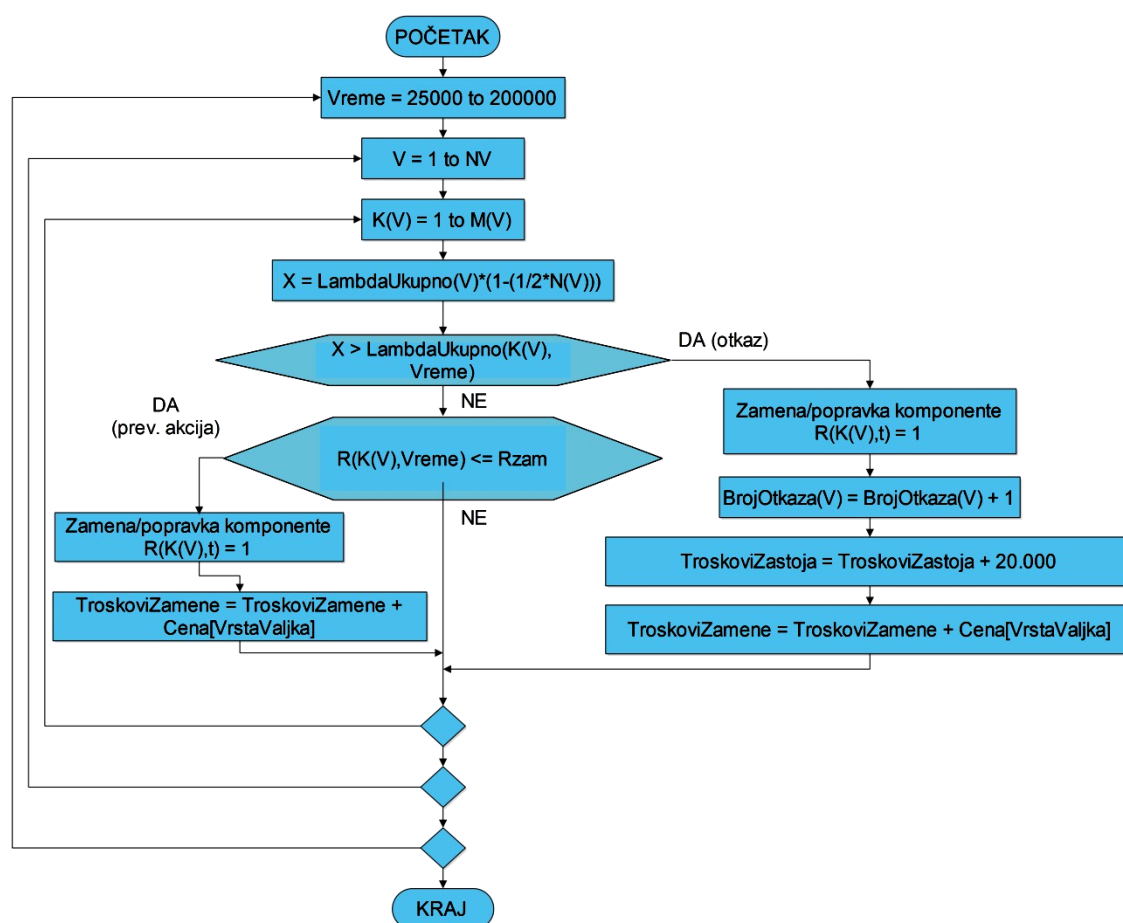 POČETAK
Vreme = 25000 to 200000
V = 1 to NV
K(V) = 1 to M(V)
X = LambdaUkupno(V)*(1-(1/2*N(V)))
X > LambdaUkupno(K(V),
Vreme)
DA (otkaz)
NE
DA
(prev. akcija)
R(K(V),Vreme) <= Rzam
NE
Zamena/popravka komponente
R(K(V),t) = 1
TroskoviZamene = TroskoviZamene +
Cena[VrstaValjka]
Zamena/popravka komponente
R(K(V),t) = 1
BrojOtkaza(V) = BrojOtkaza(V) + 1
TroskoviZastoja = TroskoviZastoja + 20.000
TroskoviZamene = TroskoviZamene + Cena[VrstaValjka]
KRAJ